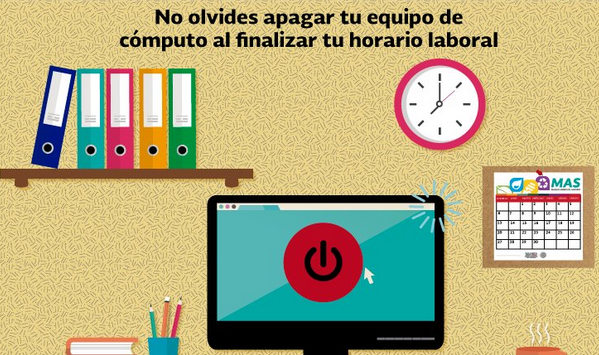 No olvides apagar tu equipo de
cómputo al finalizar tu horario laboral
MAS